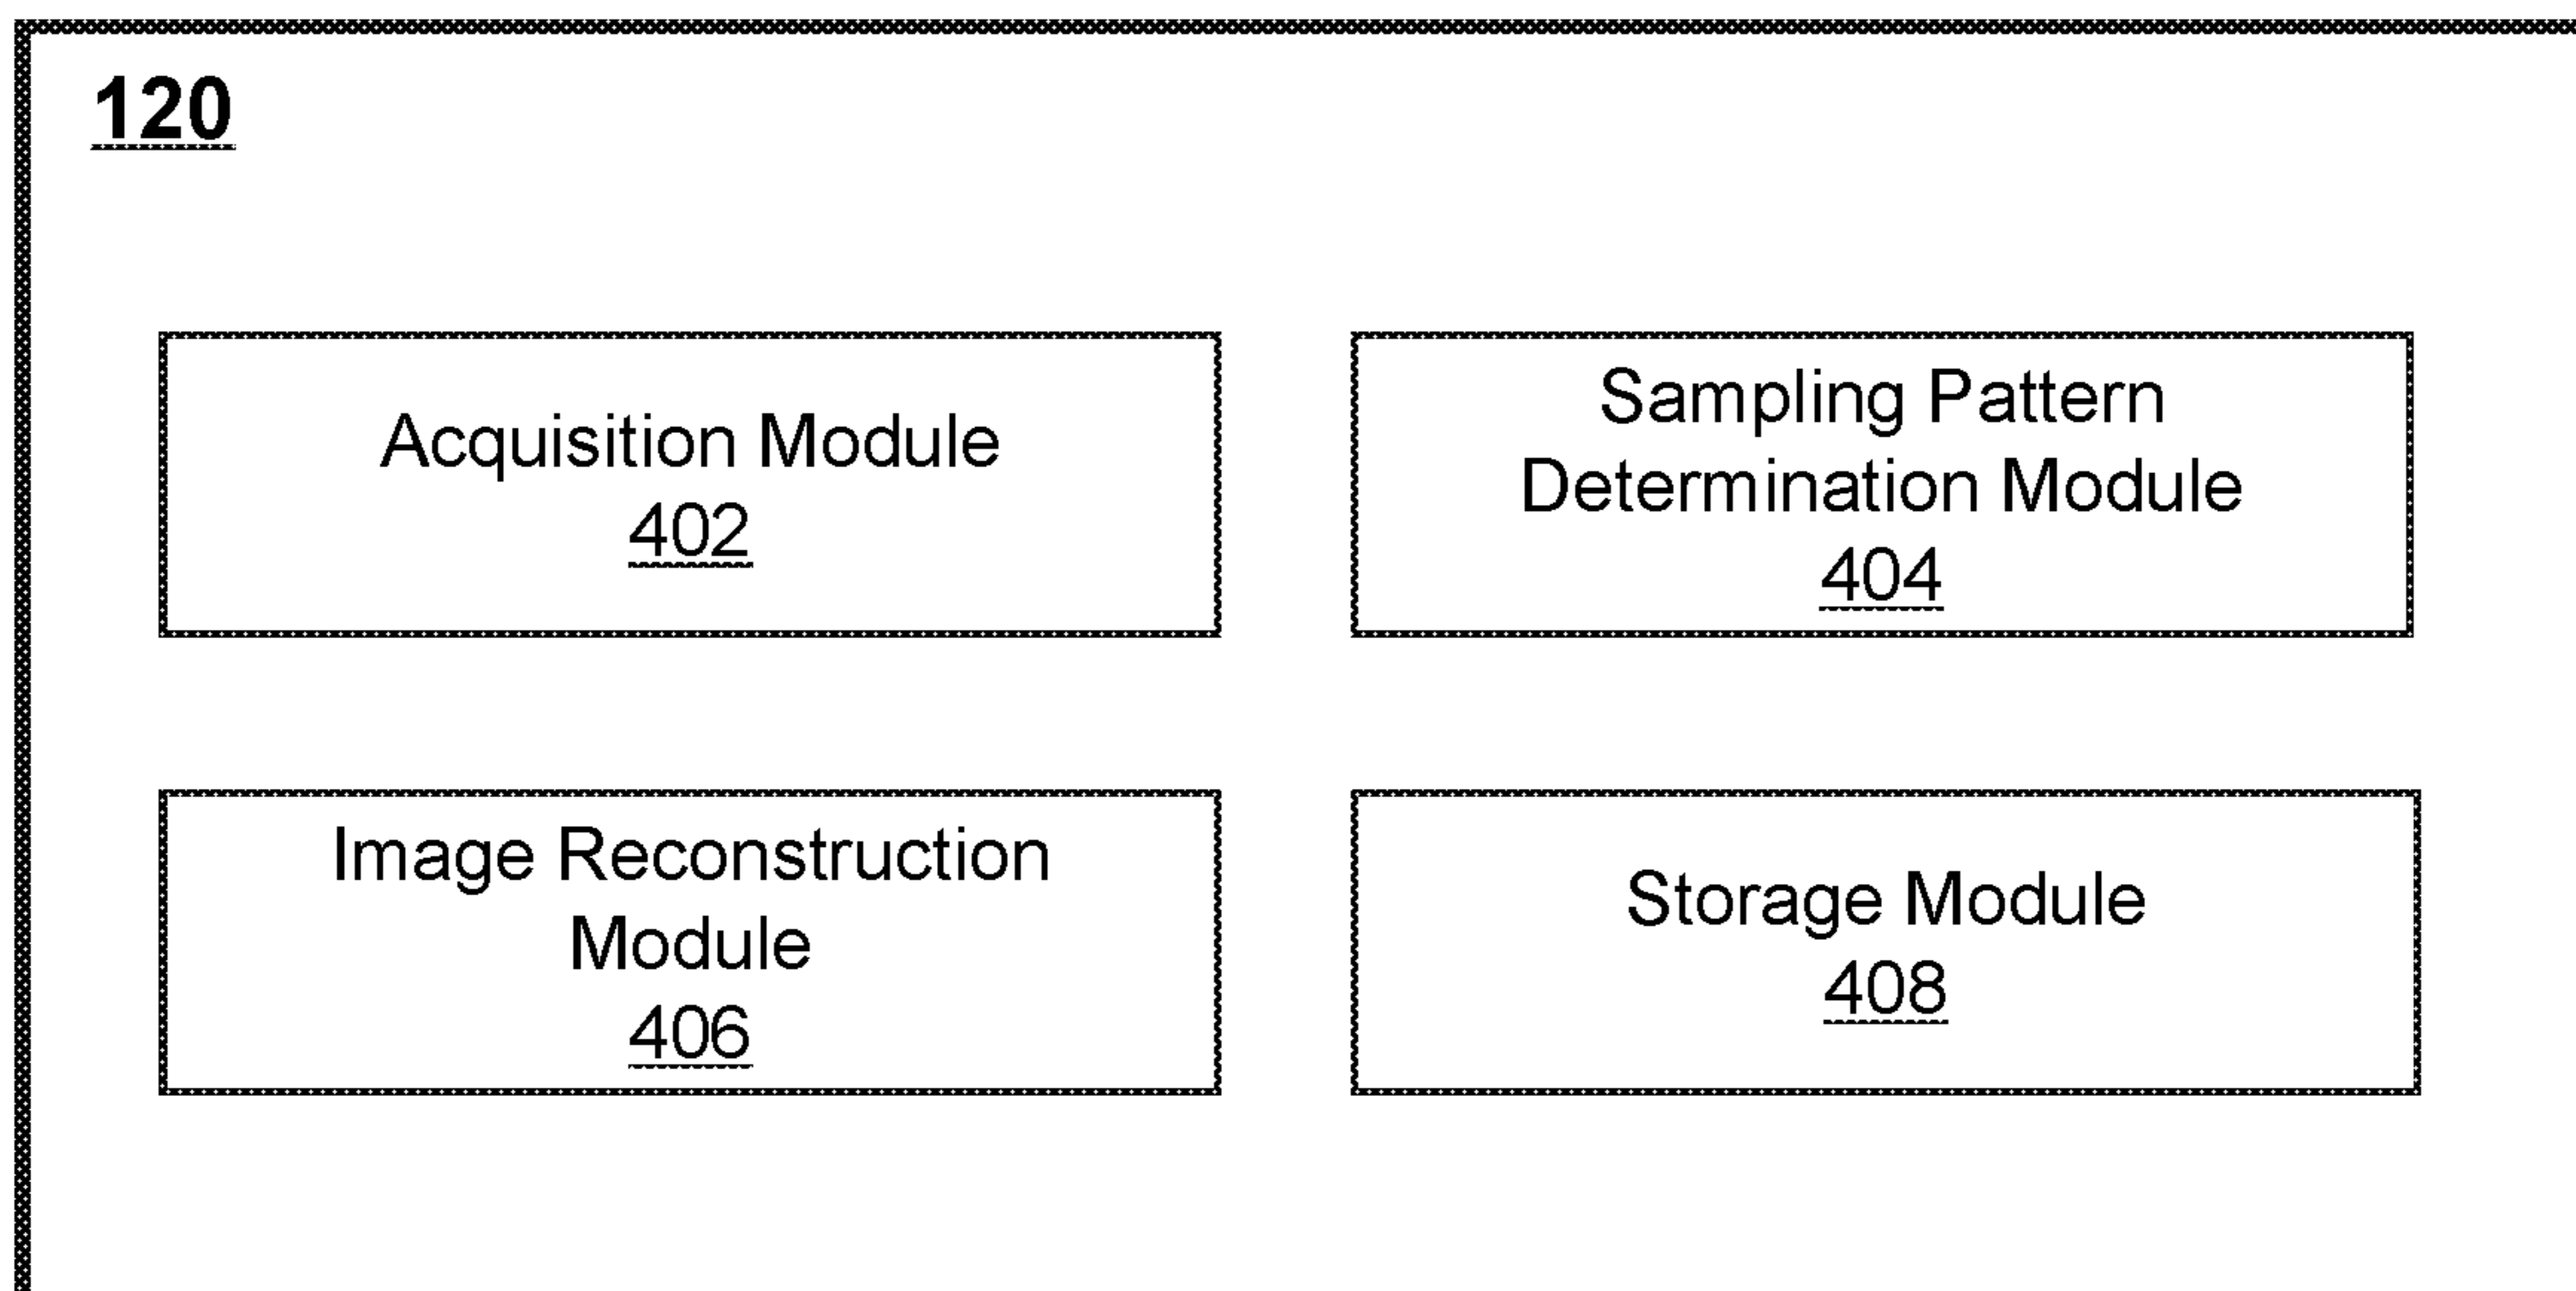 120
Acquisition Module
402
Sampling Pattern
Determination Module
404
Image Reconstruction
Module
406
Storage Module
408